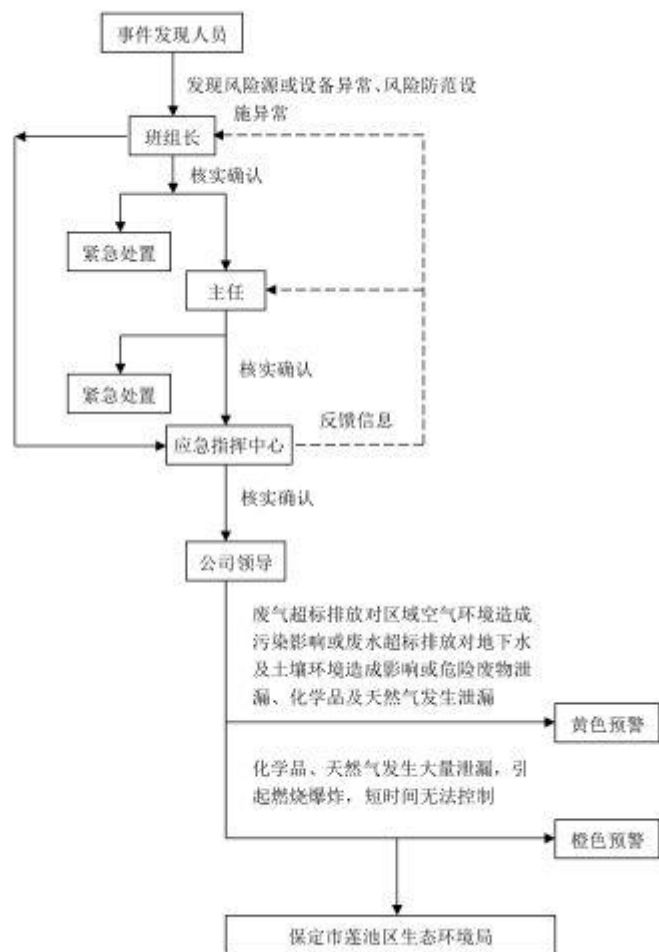 事件发现人员
发现风险源或设备异常、风险防范设
施异常
班组长
核实确认
紧急处置
主任
核实确认
紧急处置
反馈信息
应急指挥中心
核实确认
公司领导
废气超标排放对区域空气环境造成
污染影响或废水超标排放对地下水
及土壤环境造成影响或危险废物泄
漏、化学品及天然气发生泄漏
黄色预警
化学品、天然气发生大量泄漏，引
起燃烧爆炸，短时间无法控制
橙色预警
保定市莲池区生态环境局